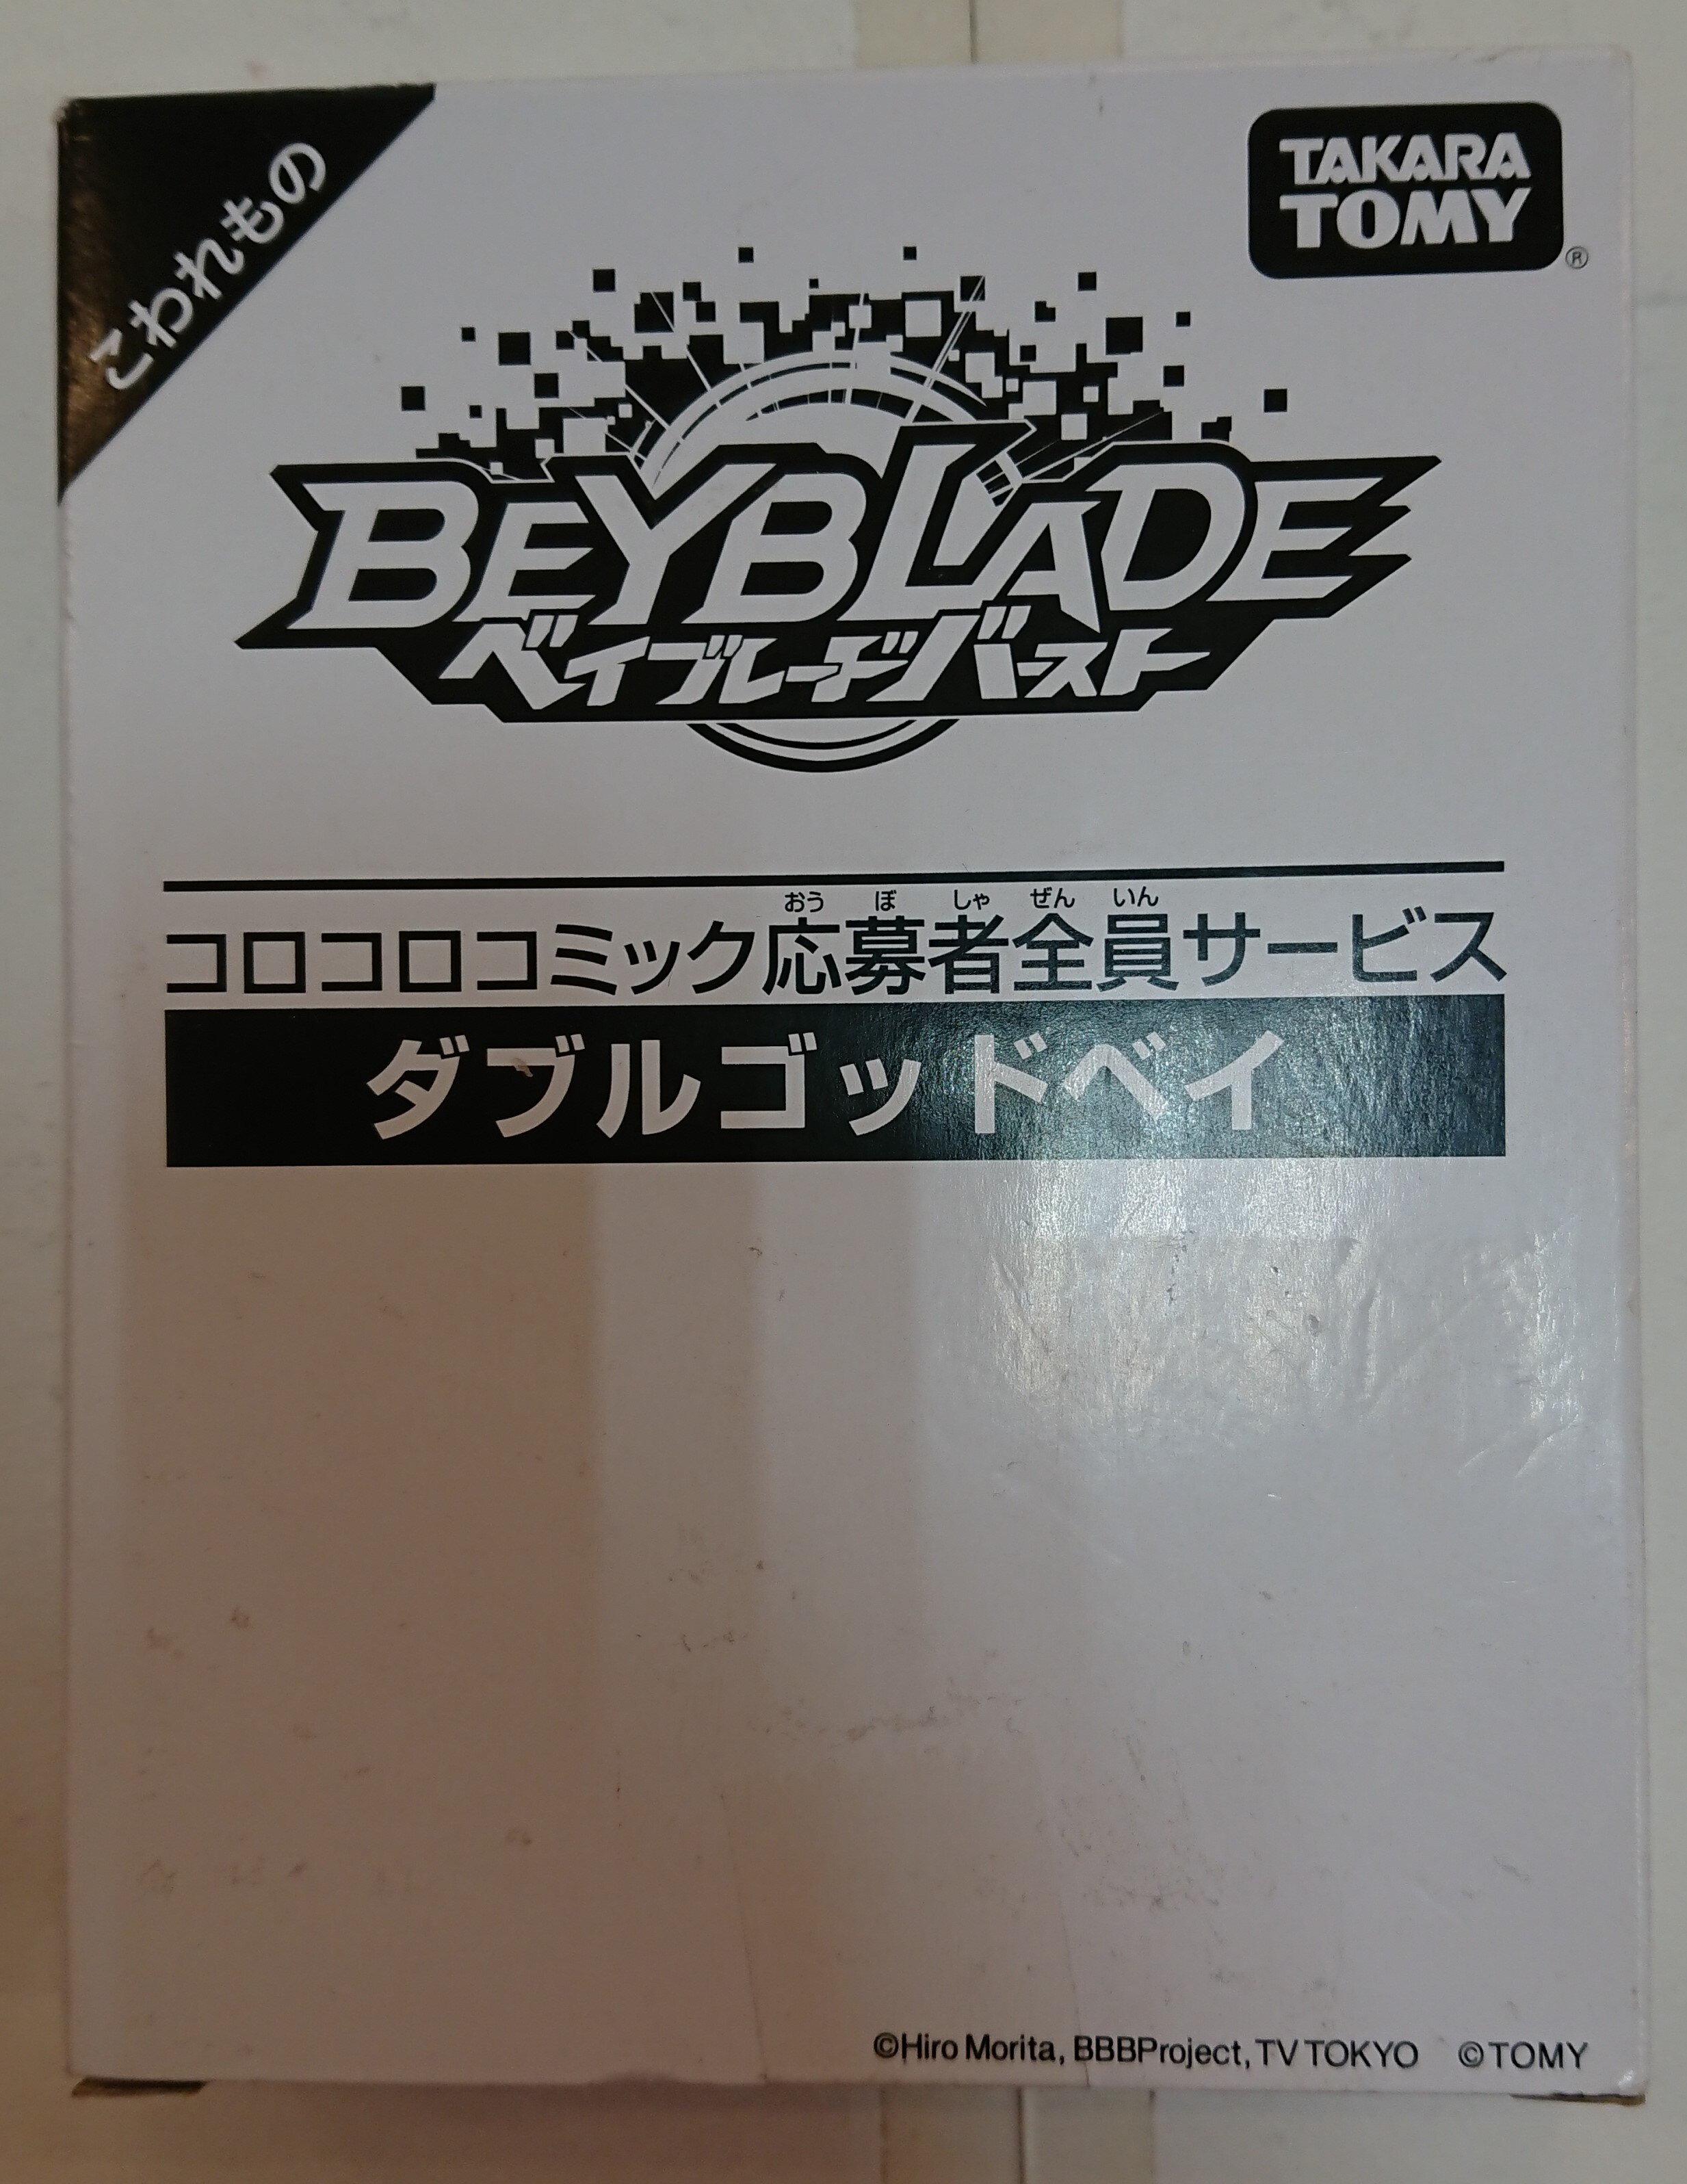 こわれもの
TAKARA
TOMY
®
BEYBLADE
ベイブレードバースト
おうぼしゃぜんいん
コロコロコミック応募者全員サービス
ダブルゴッドベイ
©Hiro Morita, BBBProject, TV TOKYO ©TOMY